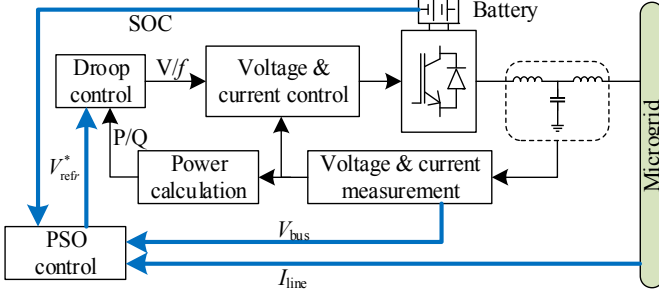 Battery
SOC
Droop
control
V/f
Voltage &
current control
P/Q
V*refr
Power
calculation
Voltage & current
measurement
Microgrid
PSO
control
Vbus
Iline